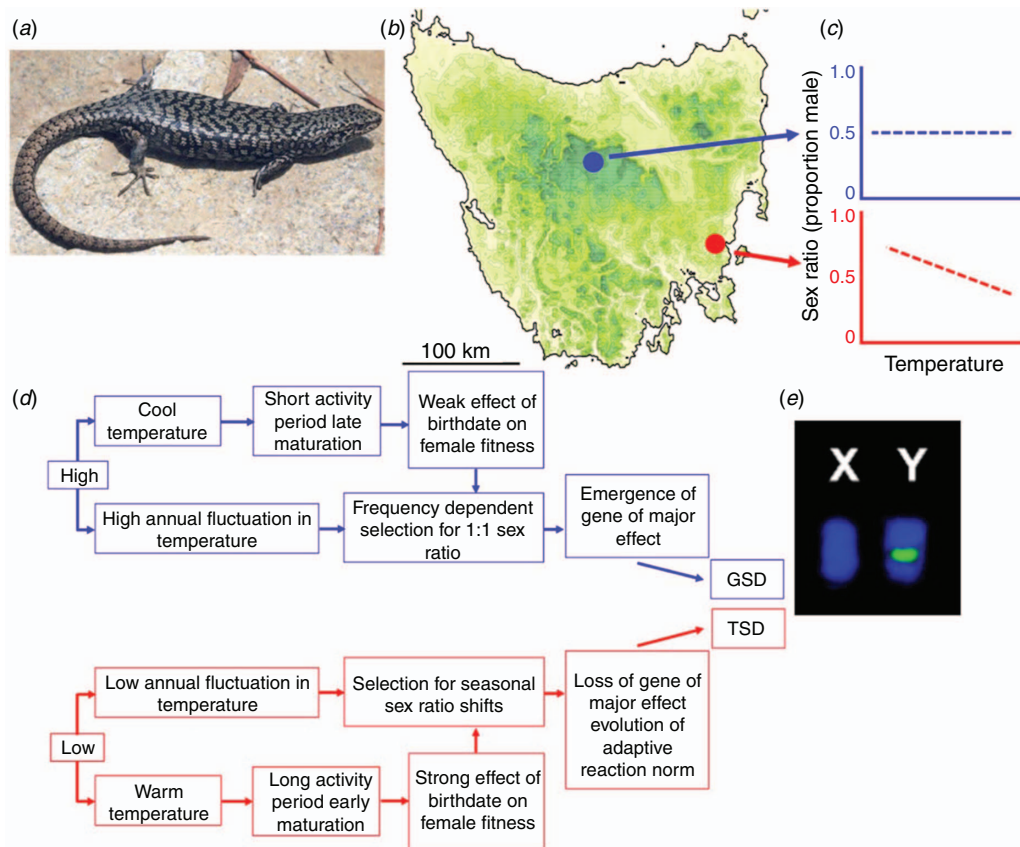 (a)
(b)
(c)
1.0
0.5
0
1.0
0.5
0
Sex ratio (proportion male)
Temperature
100 km
(d)
High
Cool
temperature
Short activity
period late
maturation
Weak effect of
birthdate on
female fitness
High annual fluctuation in
temperature
Frequency dependent
selection for 1:1 sex
ratio
Emergence of
gene of major
effect
GSD
TSD
Low annual fluctuation in
temperature
Selection for seasonal
sex ratio shifts
Loss of gene of
major effect
evolution of
adaptive
reaction norm
Low
Warm
temperature
Long activity
period early
maturation
Strong effect of
birthdate on
female fitness
(e)
X Y